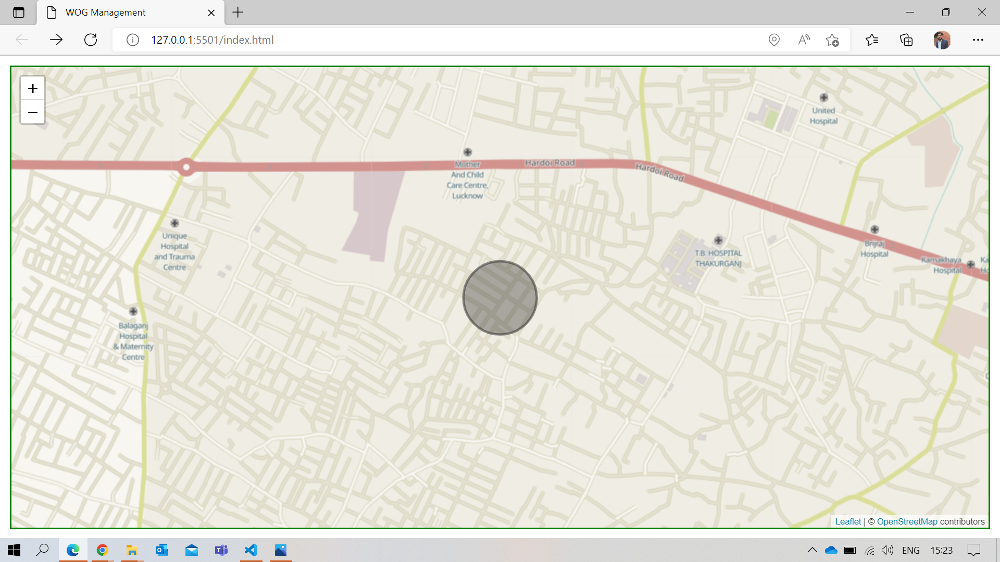 WOG Management
127.0.0.1:5501/index.html
+
−
United
Hospital
Mother
And Child
Care Centre,
Lucknow
Hardoi Road
Hardoi Road
Unique
Hospital
and Trauma
Centre
T.B. HOSPITAL
THAKURGANJ
Brijraj
Hospital
Kamakhaya
Hospital
Ka
Ho
Balaganj
Hospital
& Maternity
Centre
Leaflet | © OpenStreetMap contributors
ENG
15:23